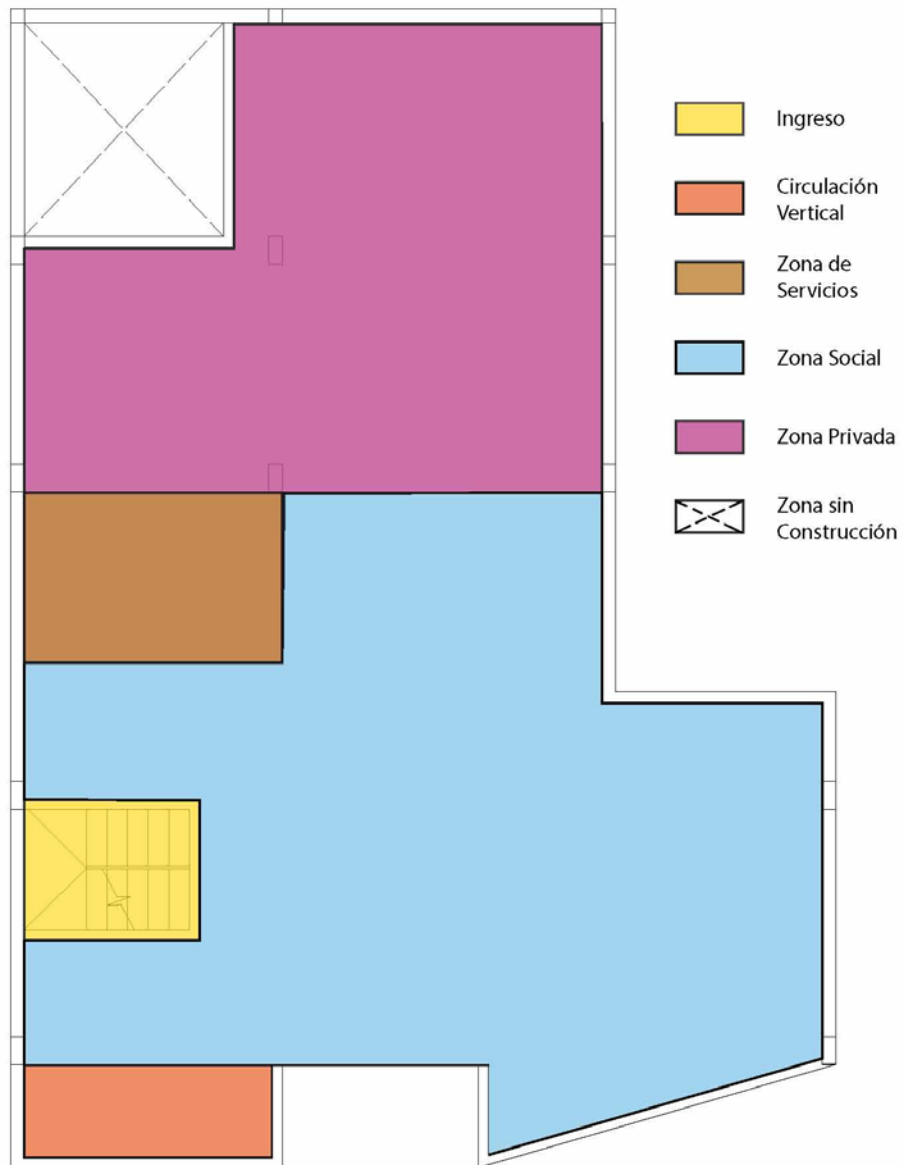 Ingreso
Circulación
Vertical
Zona de
Servicios
Zona Social
Zona Privada
Zona sin
Construcción